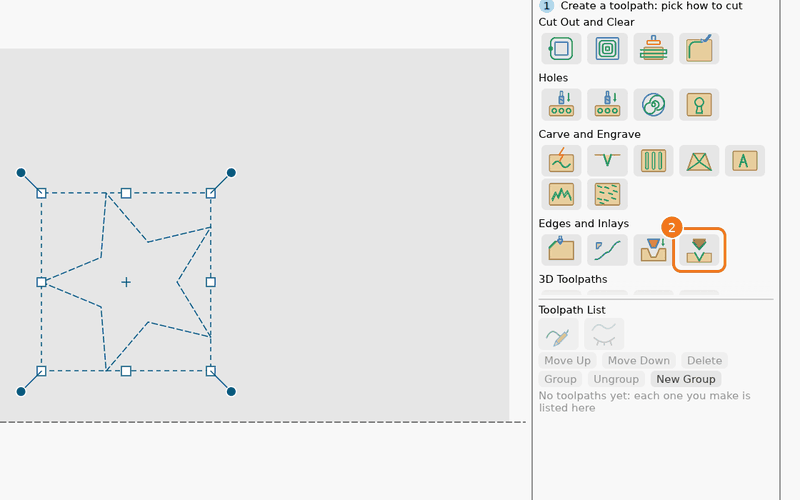 1 Create a toolpath: pick how to cut
Cut Out and Clear
Holes
Carve and Engrave
A
Edges and Inlays
2
3D Toolpaths
Toolpath List
Move Up Move Down Delete
Group Ungroup New Group
No toolpaths yet: each one you make is
listed here